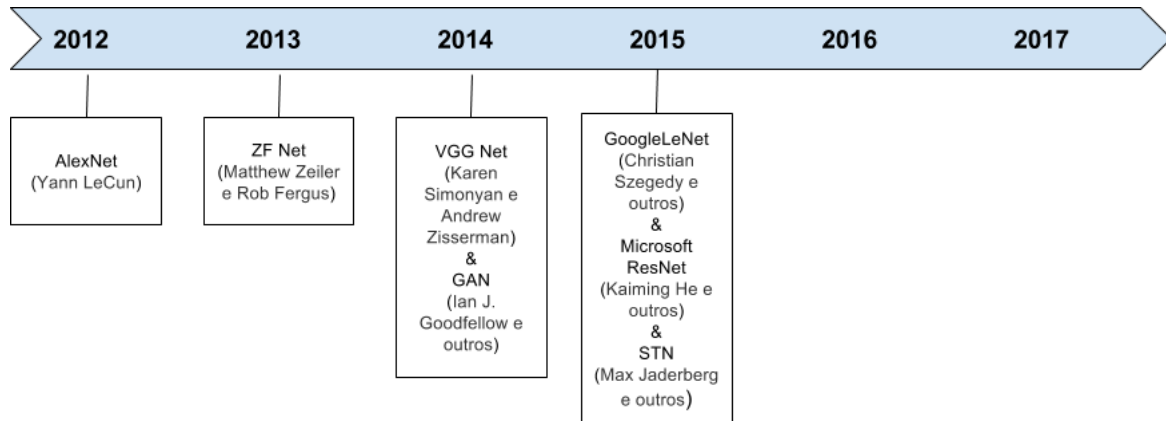 2012 2013 2014 2015 2016 2017
AlexNet
(Yann LeCun)
ZF Net
(Matthew Zeiler
e Rob Fergus)
VGG Net
(Karen
Simonyan e
Andrew
Zisserman)
&
GAN
(Ian J.
Goodfellow e
outros)
GoogleLeNet
(Christian
Szegedy e
outros)
&
Microsoft
ResNet
(Kaiming He e
outros)
&
STN
(Max Jaderberg
e outros)